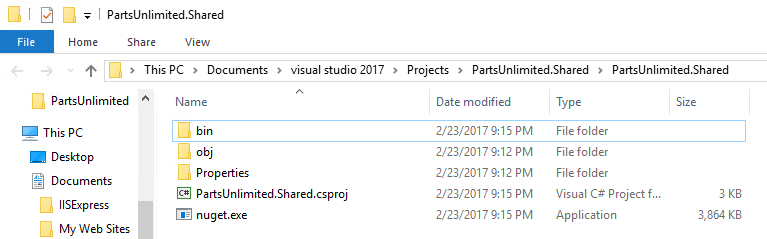 PartsUnlimited.Shared
File Home Share View
This PC Documents visual studio 2017 Projects PartsUnlimited.Shared PartsUnlimited.Shared
PartsUnlimited
This PC
Desktop
Documents
IISExpress
My Web Sites
Name Date modified Type Size
bin 2/23/2017 9:15 PM File folder
obj 2/23/2017 9:12 PM File folder
Properties 2/23/2017 9:12 PM File folder
C# PartsUnlimited.Shared.csproj 2/23/2017 9:15 PM Visual C# Project f... 3 KB
nuget.exe 2/23/2017 9:15 PM Application 3,864 KB